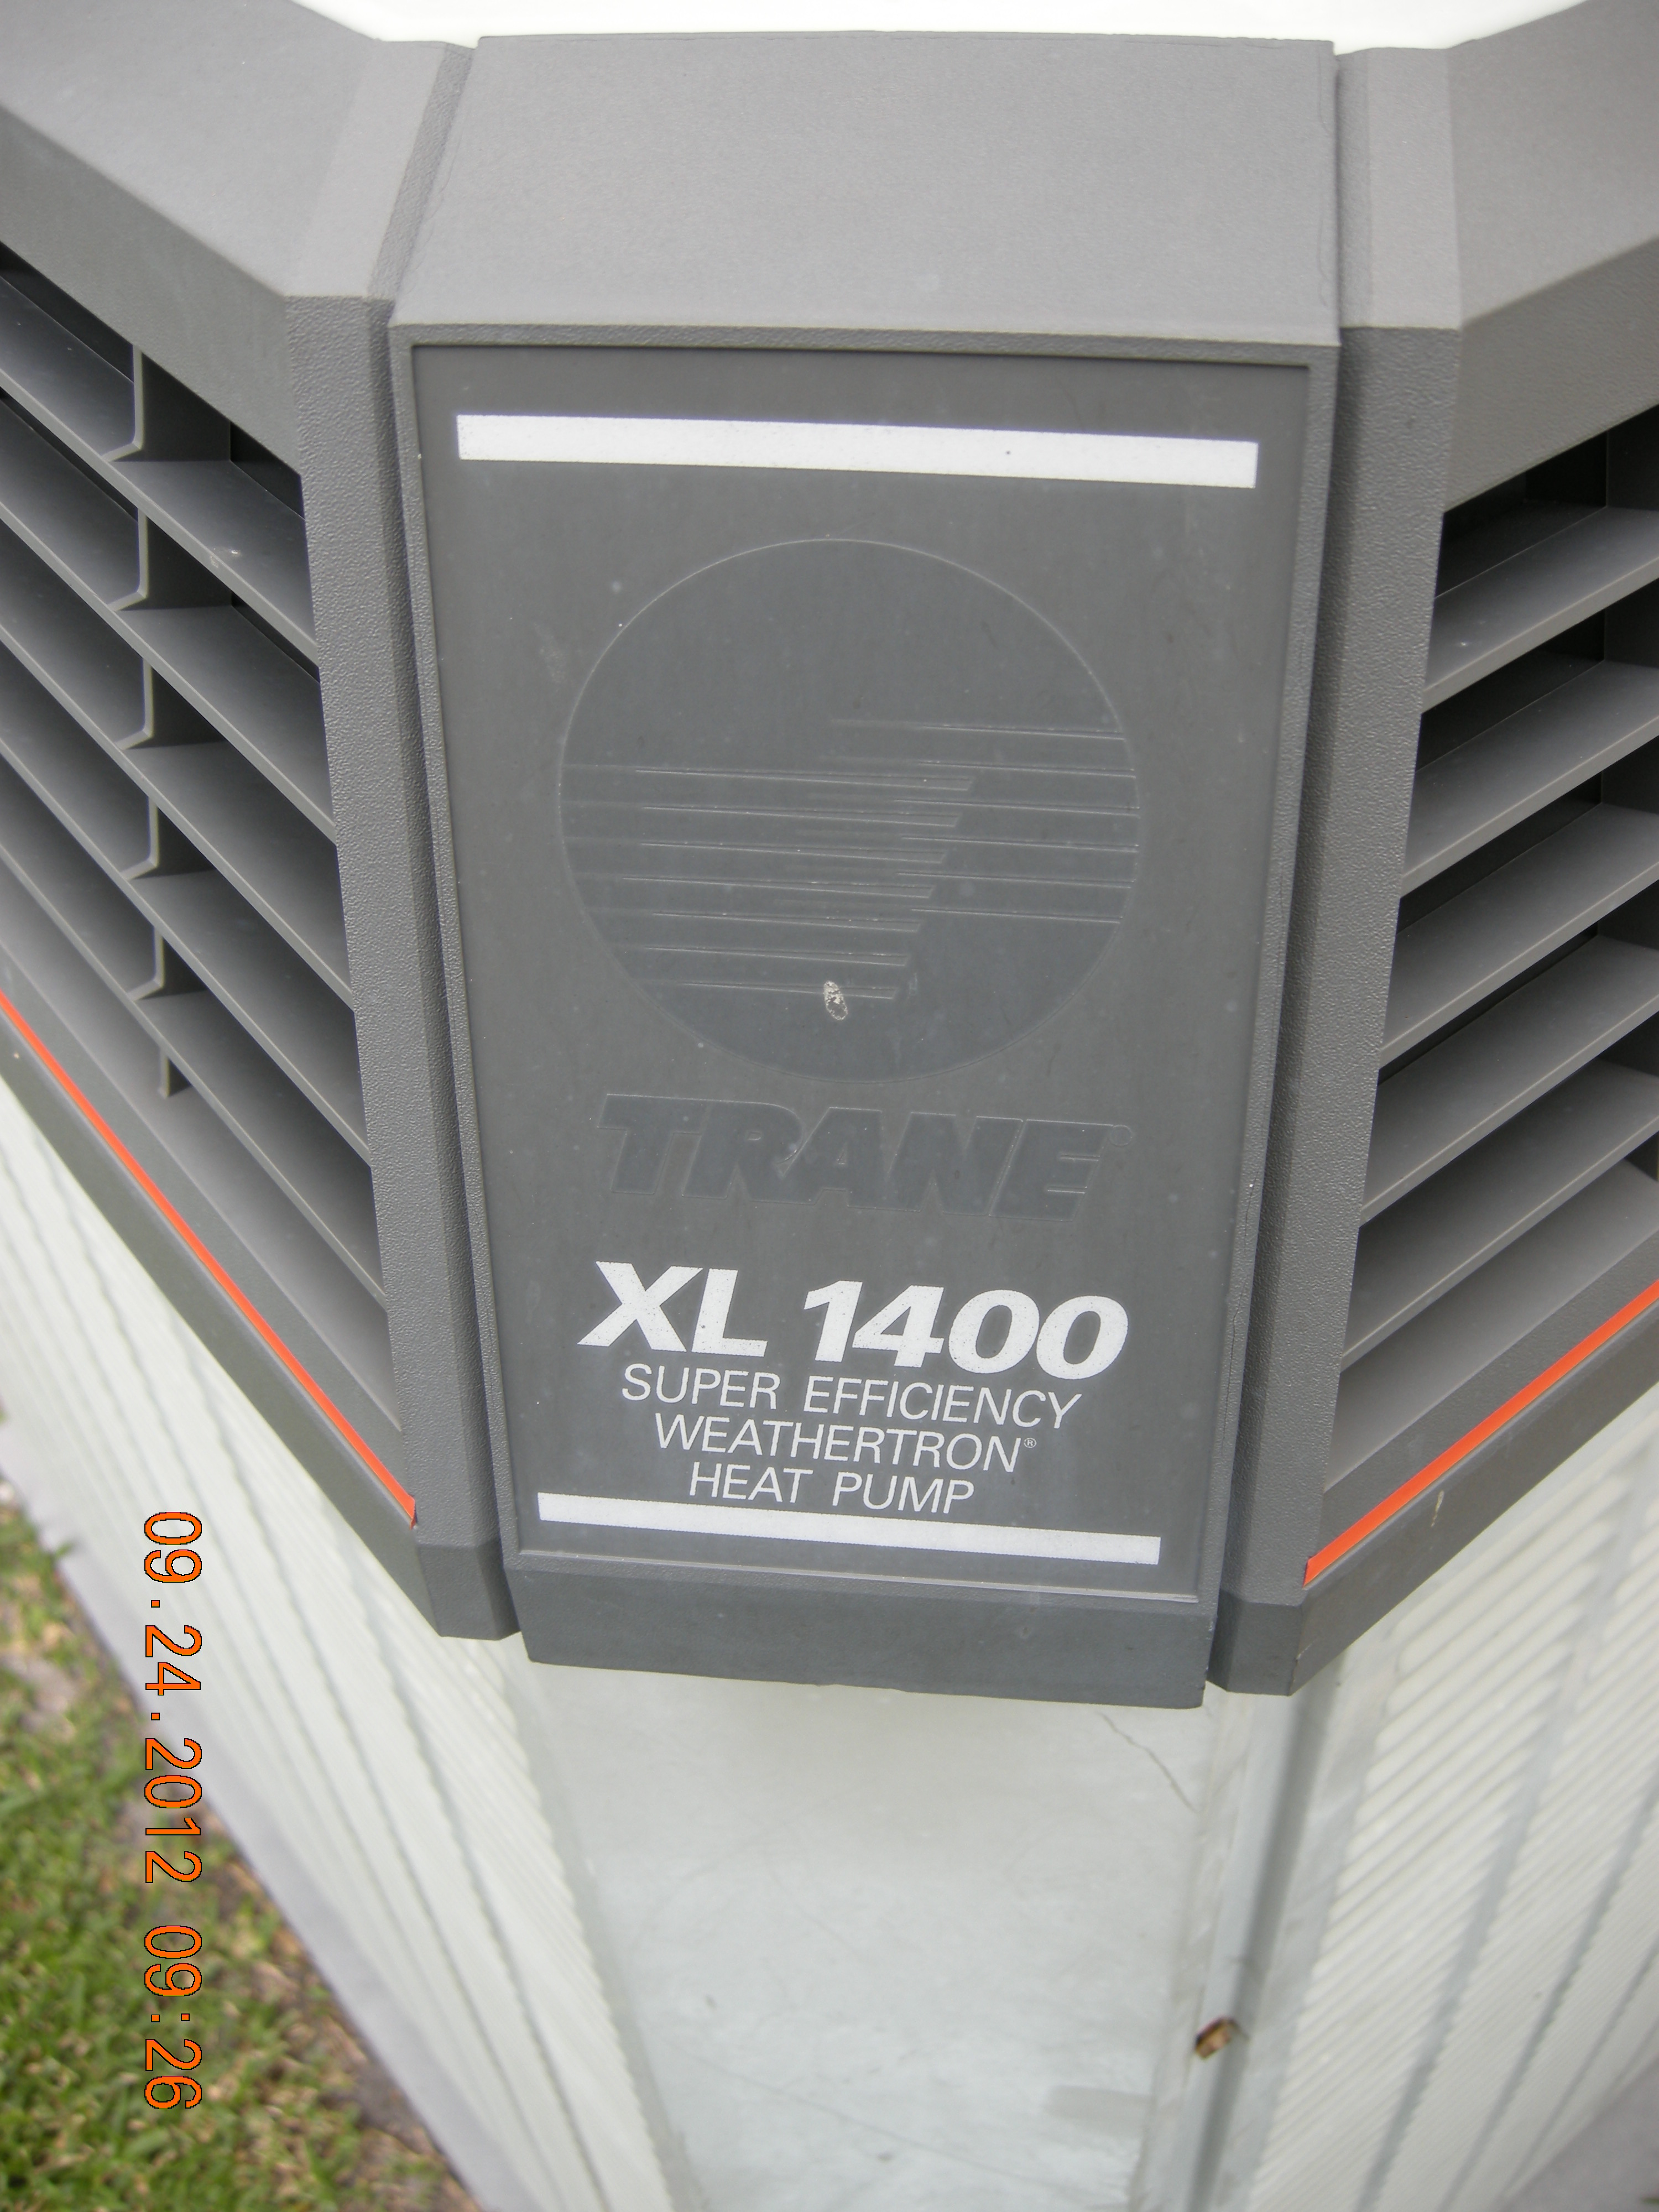 TRANE®
XL 1400
SUPER EFFICIENCY
WEATHERTRON®
HEAT PUMP
09.24.2012 09:26